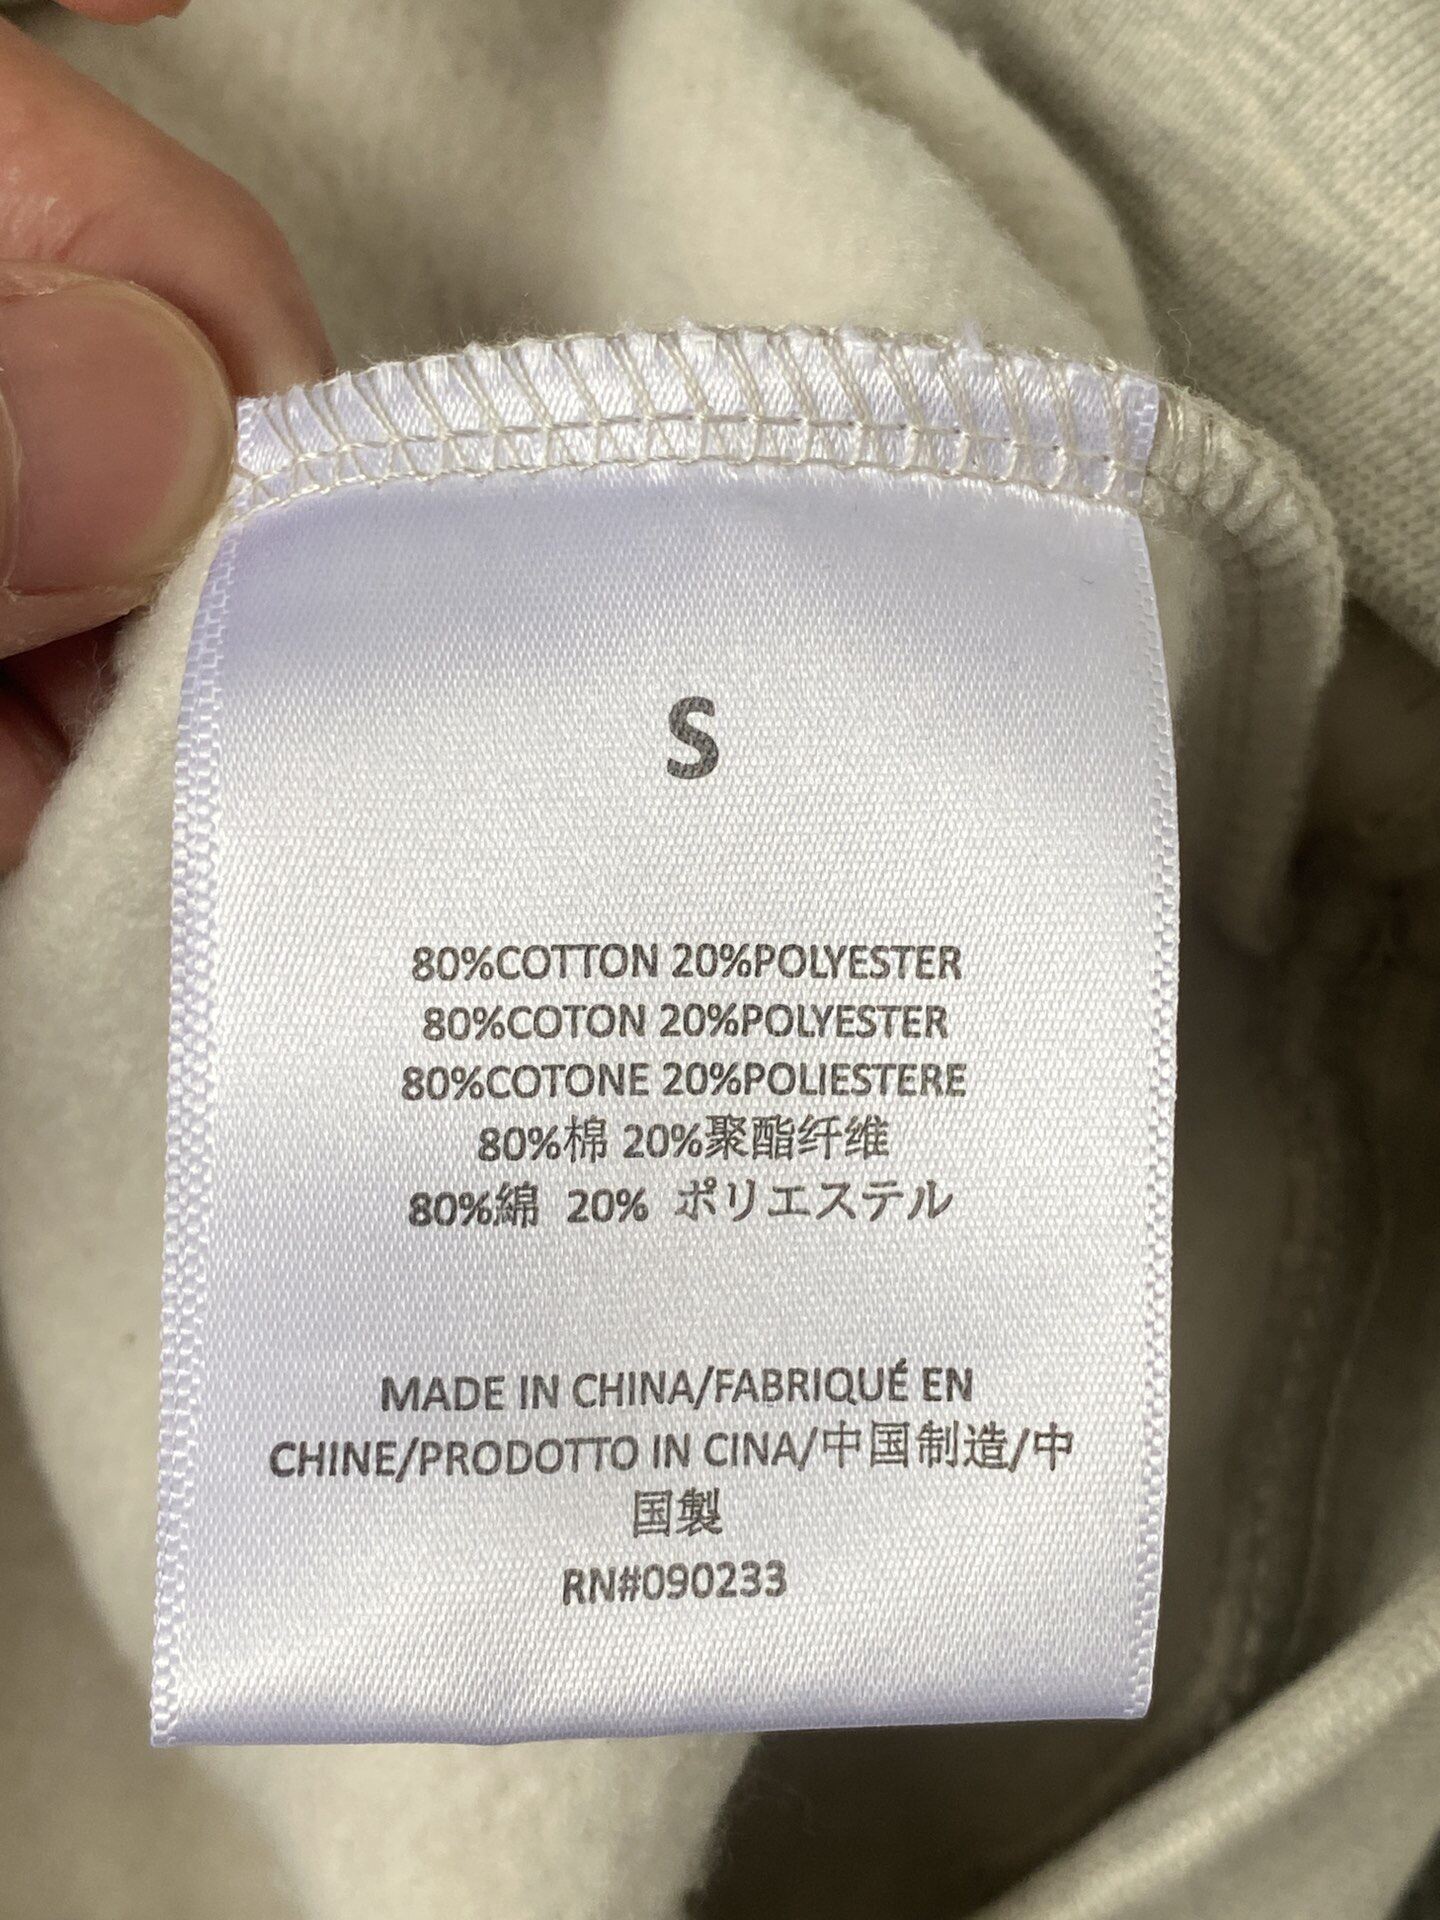 S
80%COTTON 20%POLYESTER
80%COTON 20%POLYESTER
80%COTONE 20%POLIESTERE
80%棉 20%聚酯纤维
80%綿 20% ポリエステル
MADE IN CHINA/FABRIQUÉ EN
CHINE/PRODOTTO IN CINA/中国制造/中
国製
RN#090233